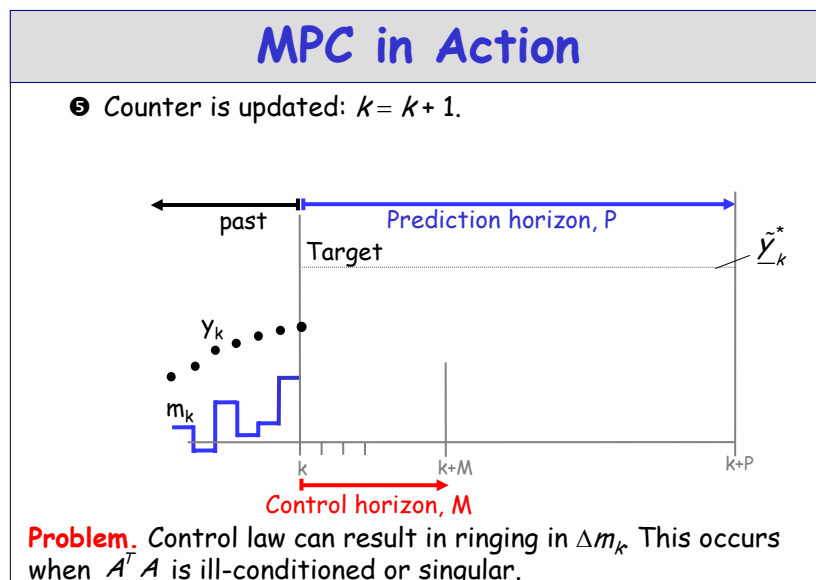 MPC in Action
❺ Counter is updated: k = k + 1.
past
Prediction horizon, P
Target
Ỹ*k
yk
mk
k
k+M
k+P
Control horizon, M
Problem. Control law can result in ringing in Δmk. This occurs
when AᵀA is ill-conditioned or singular.